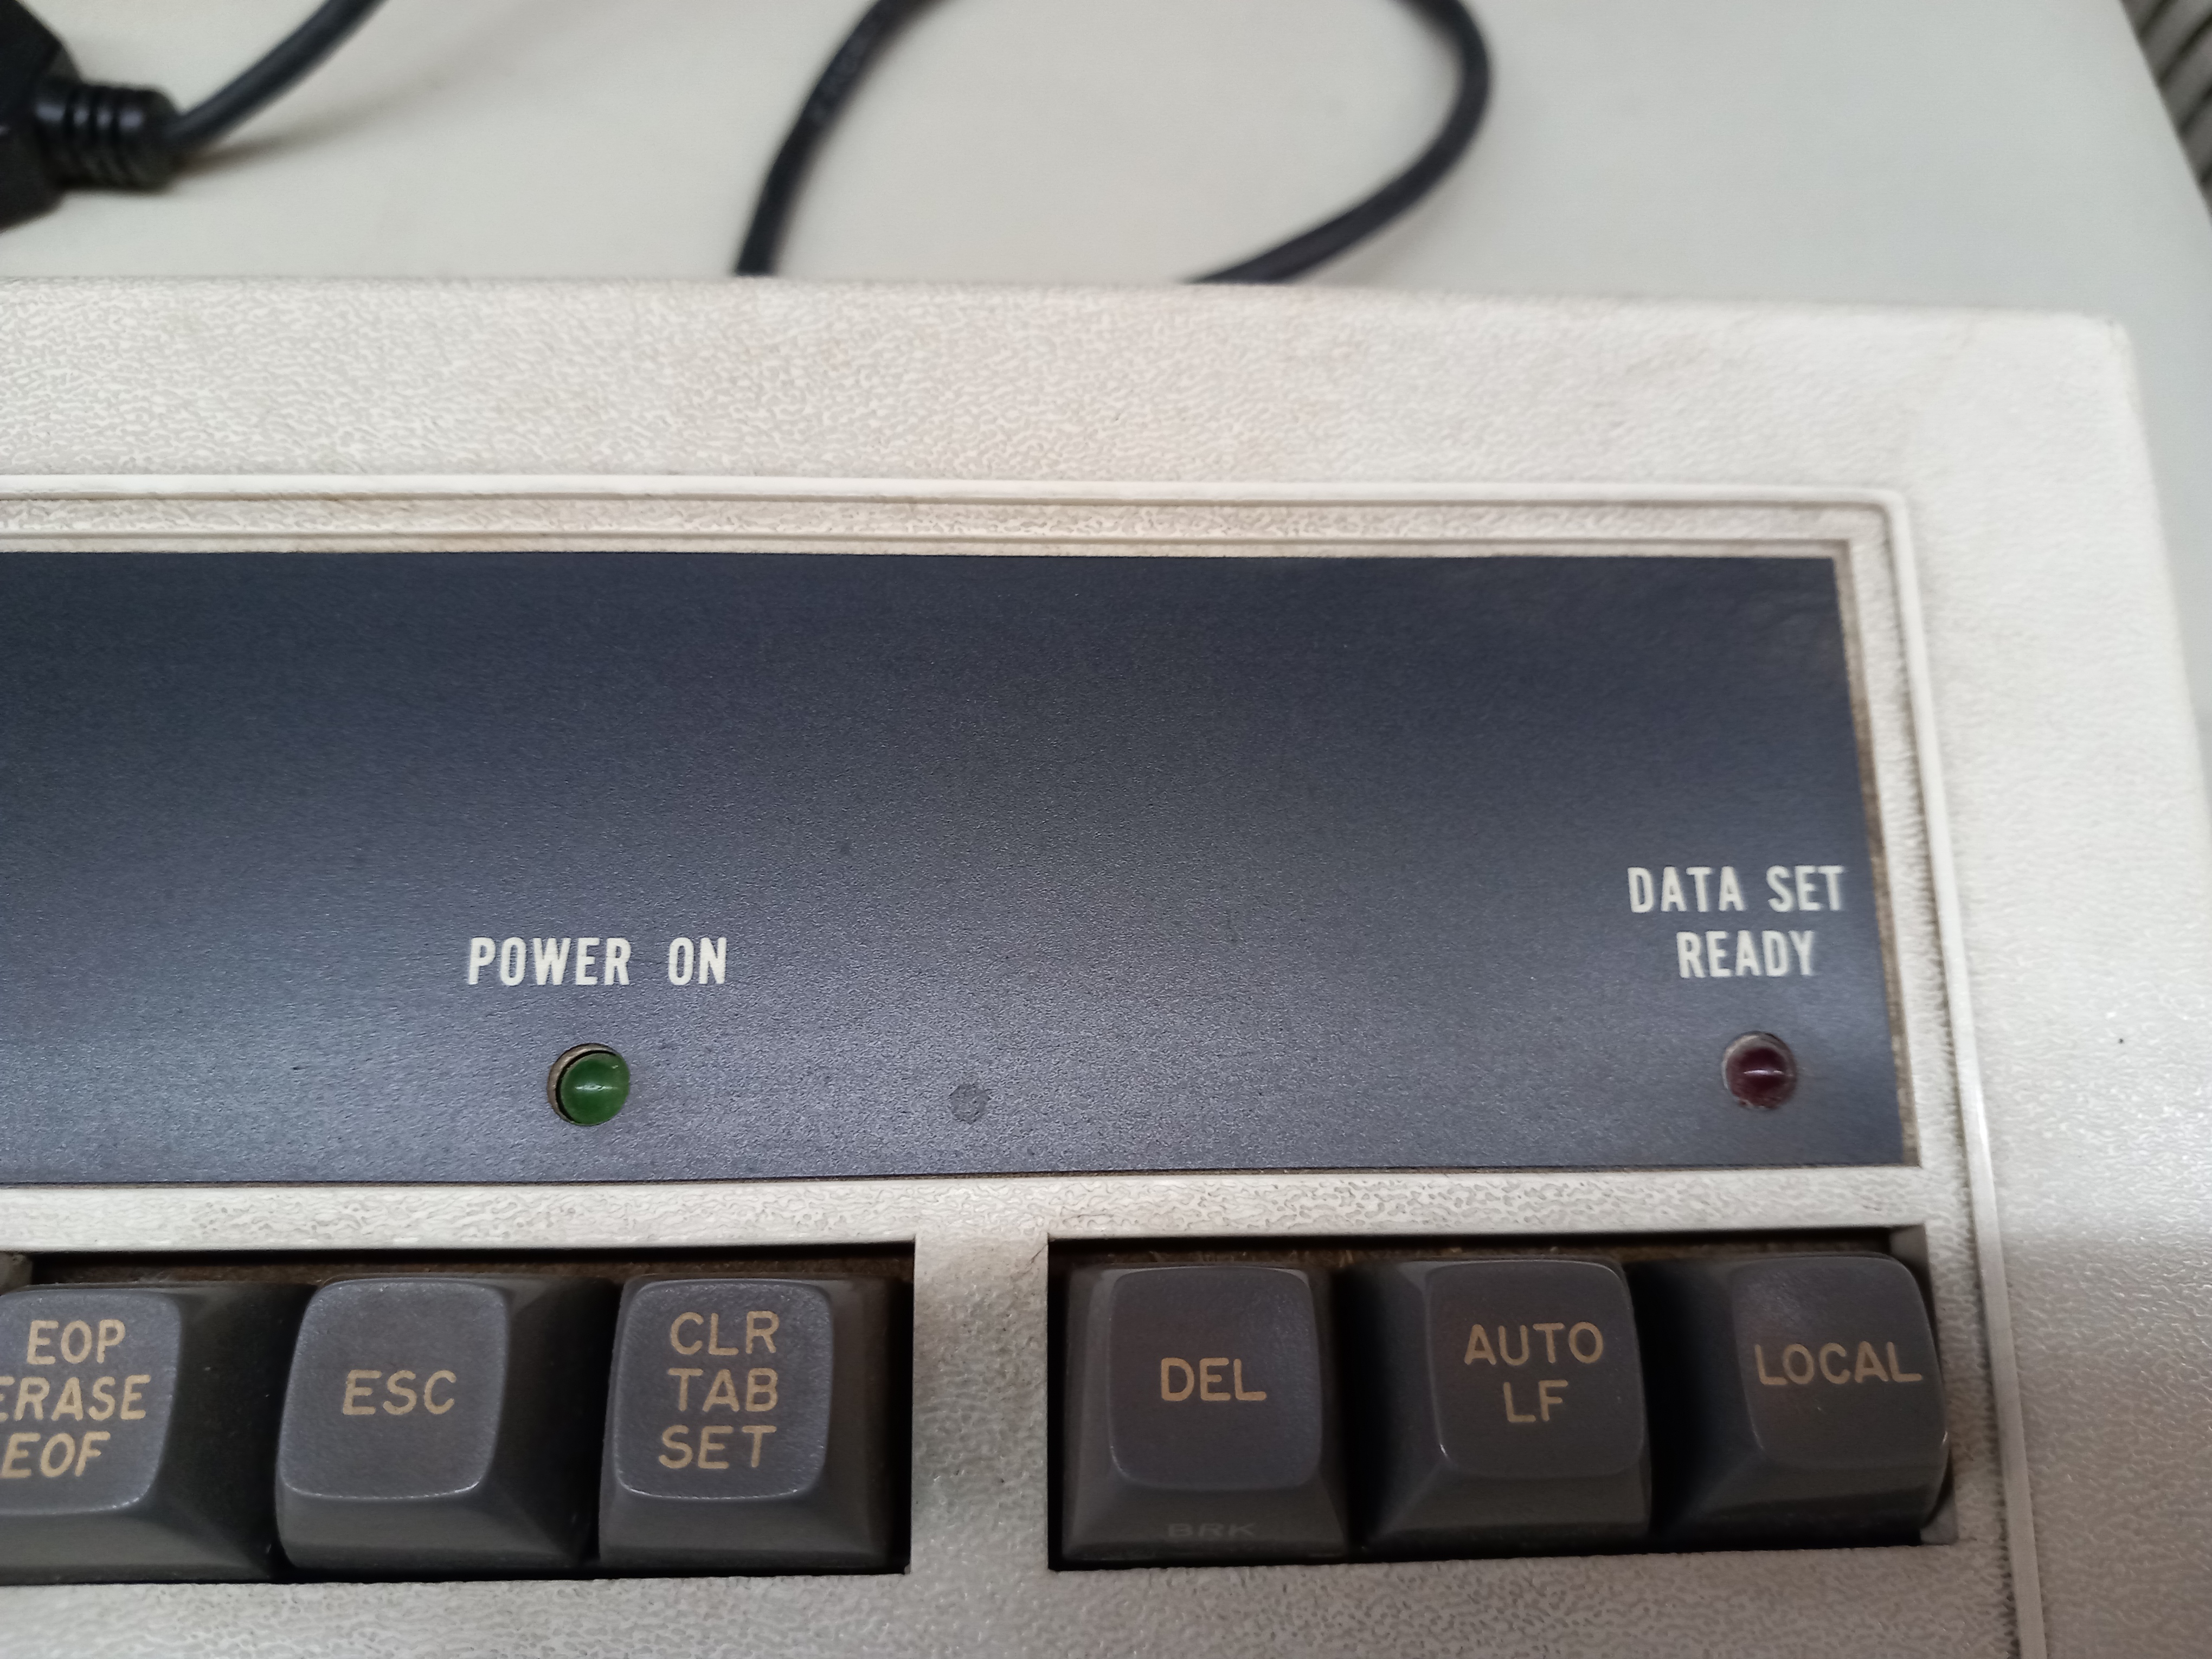 DATA SET
READY
POWER ON
EOP
ERASE
EOF
ESC
CLR
TAB
SET
DEL
BRK
AUTO
LF
LOCAL